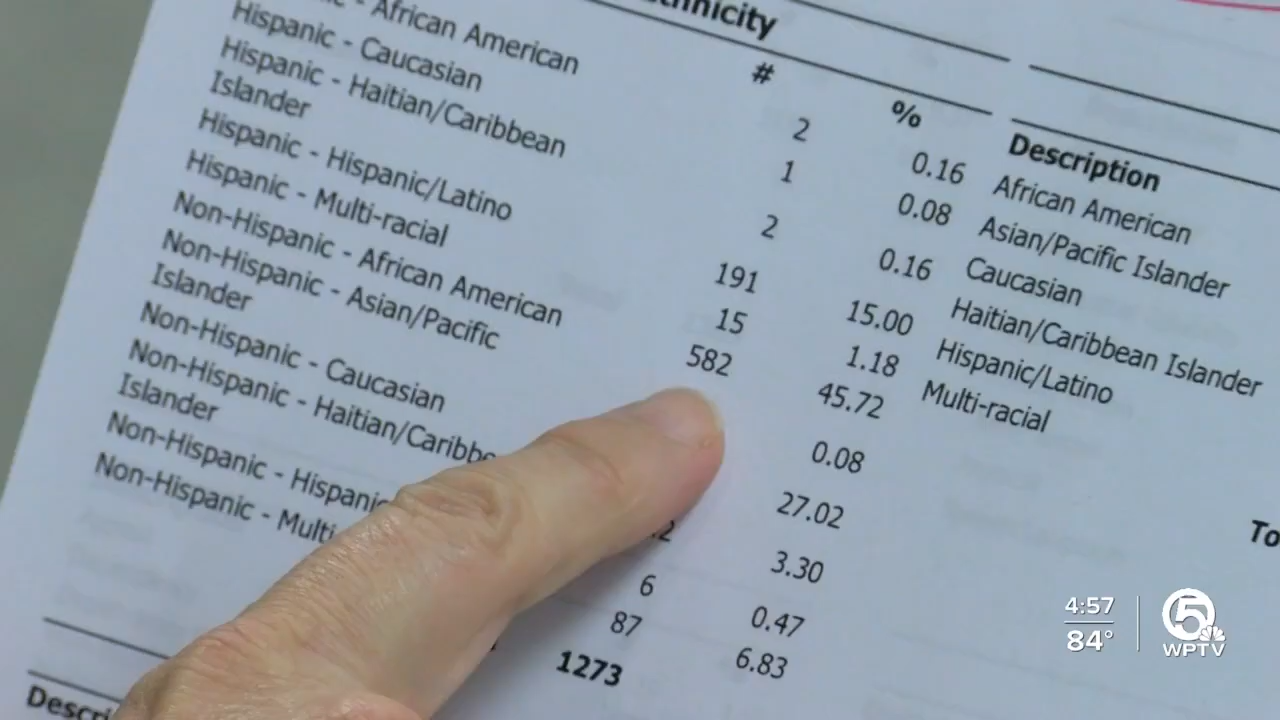 African American
Hispanic - Caucasian
Hispanic - Haitian/Caribbean
Islander
Hispanic - Hispanic/Latino
Hispanic - Multi-racial
Non-Hispanic - African American
Non-Hispanic - Asian/Pacific
Islander
Non-Hispanic - Caucasian
Non-Hispanic - Haitian/Caribbe
Islander
Non-Hispanic - Hispanic
Non-Hispanic - Multi
Descri
#
2
1
2
191
15
582
6
87
1273
%
0.16
0.08
0.16
15.00
1.18
45.72
0.08
27.02
3.30
0.47
6.83
Description
African American
Asian/Pacific Islander
Caucasian
Haitian/Caribbean Islander
Hispanic/Latino
Multi-racial
To
4:57
84°
5
WPTV